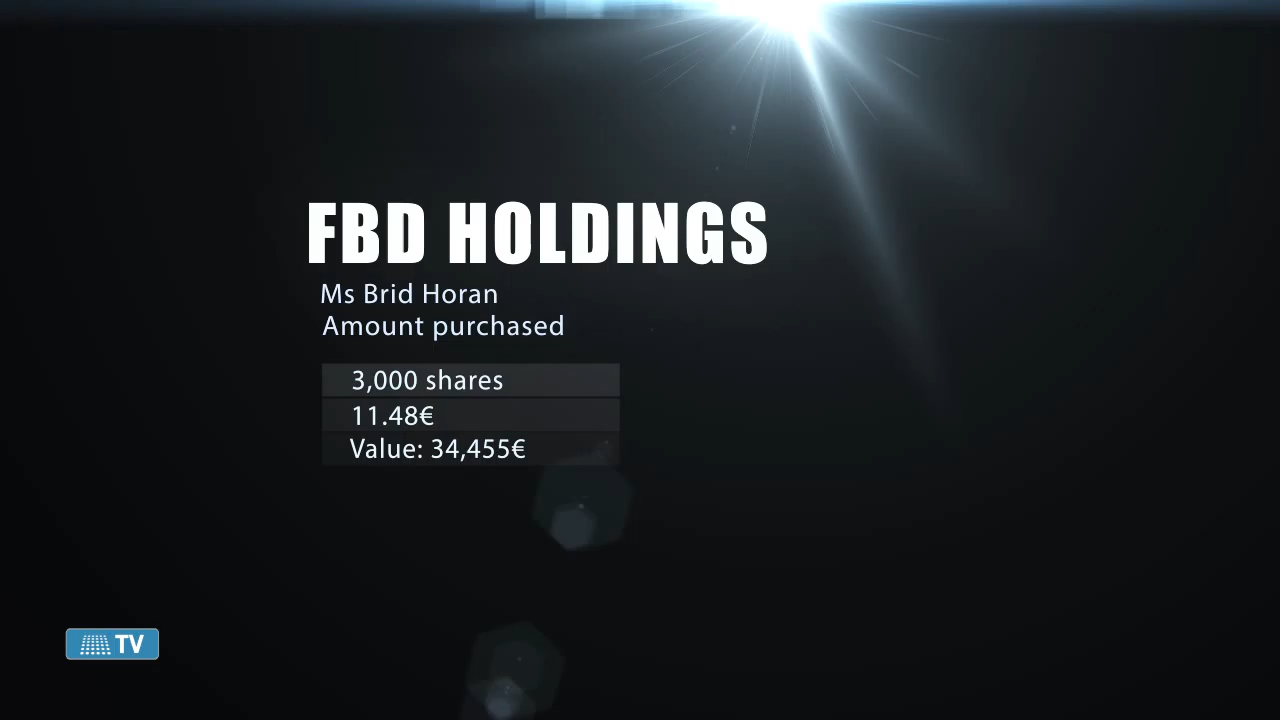 FBD HOLDINGS
Ms Brid Horan
Amount purchased
3,000 shares
11.48€
Value: 34,455€
TV